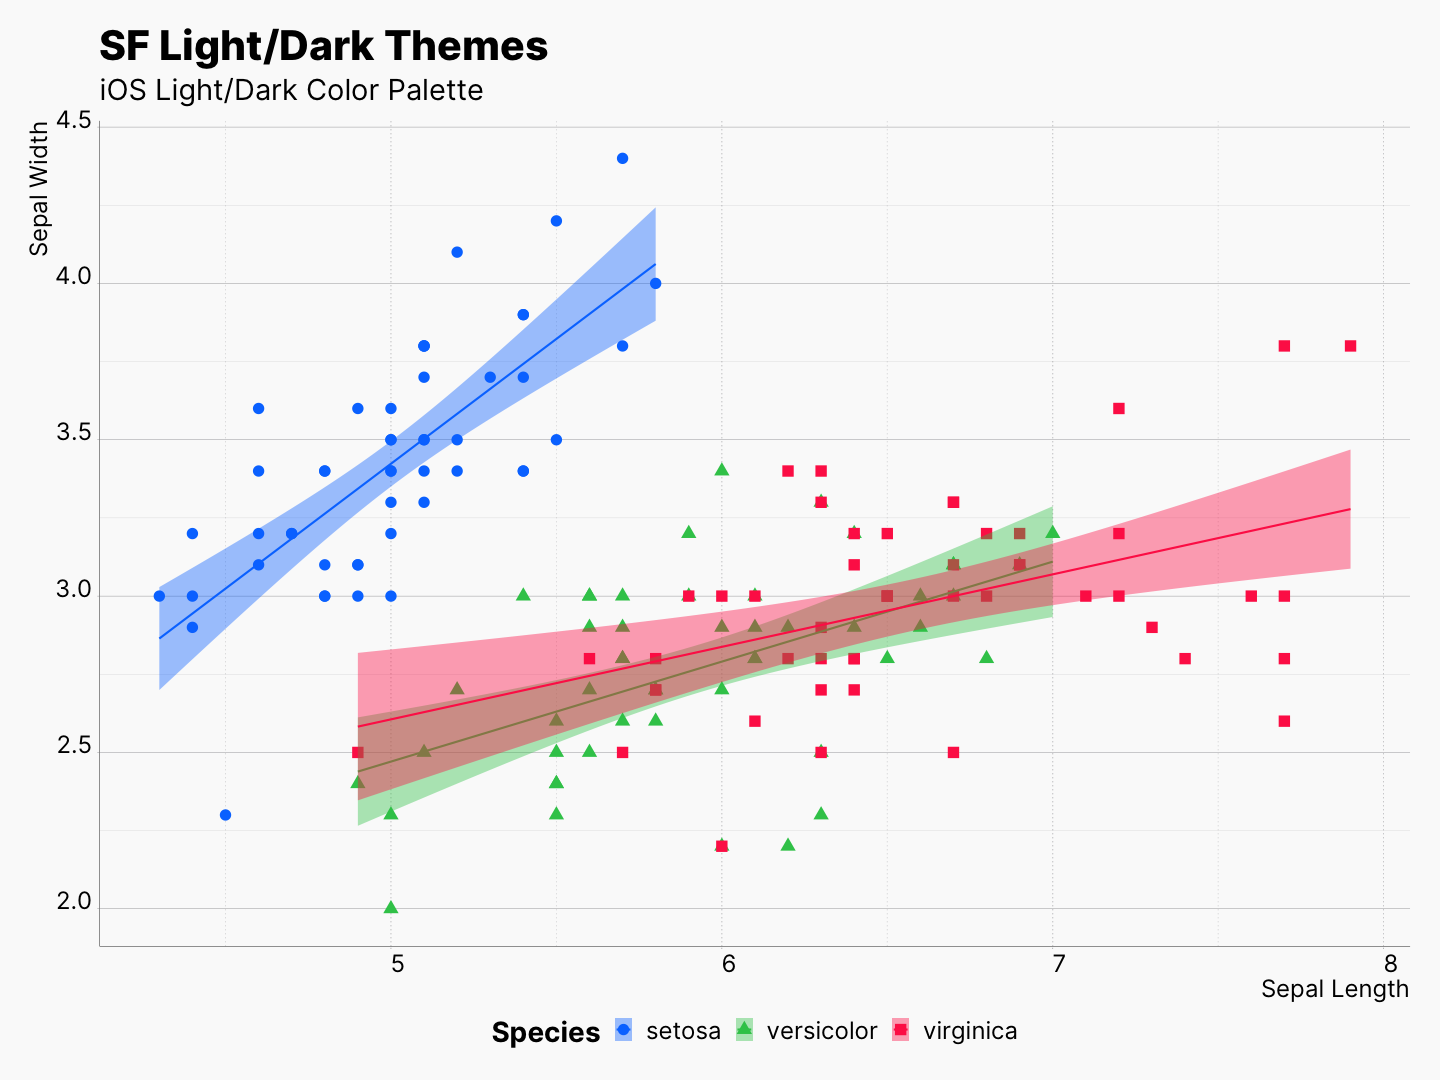 SF Light/Dark Themes
iOS Light/Dark Color Palette
Sepal Width
4.5
4.0
3.5
3.0
2.5
2.0
5 6 7 8
Sepal Length
Species setosa versicolor virginica